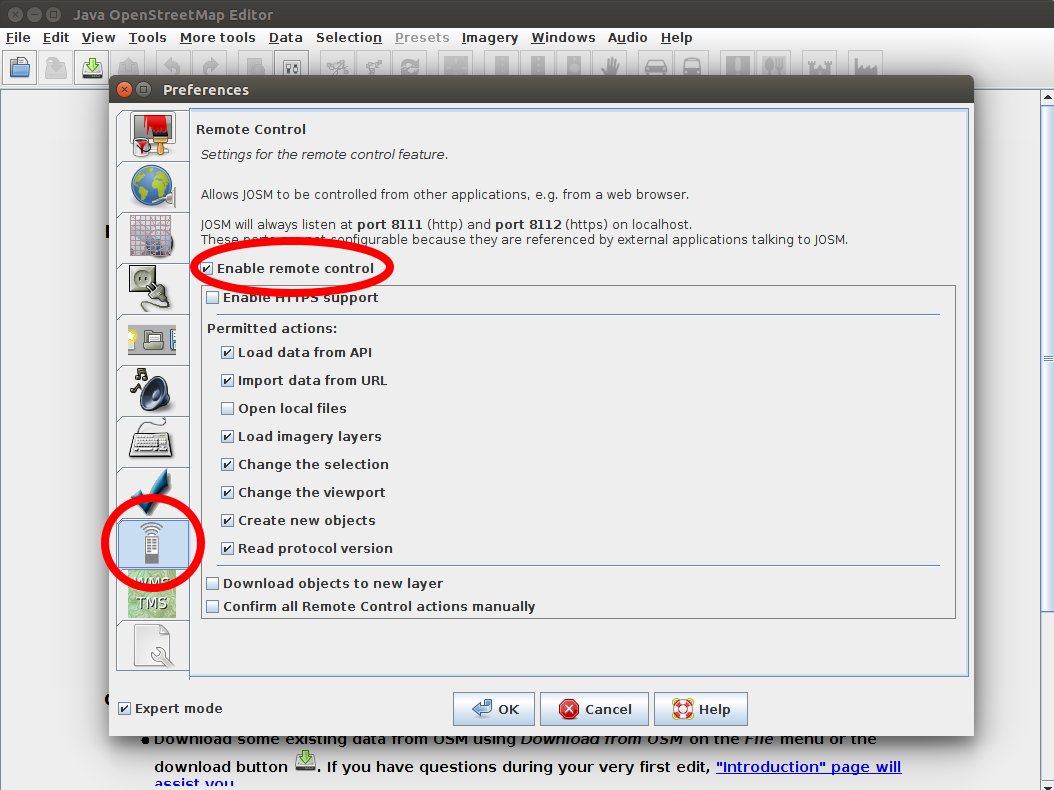 Java OpenStreetMap Editor
File Edit View Tools More tools Data Selection Presets Imagery Windows Audio Help
Preferences
Remote Control
Settings for the remote control feature.
Allows JOSM to be controlled from other applications, e.g. from a web browser.
JOSM will always listen at port 8111 (http) and port 8112 (https) on localhost.
These configurable because they are referenced by external applications talking to JOSM.
Enable remote control
Enable HTTPS support
Permitted actions:
Load data from API
Import data from URL
Open local files
Load imagery layers
Change the selection
Change the viewport
Create new objects
Read protocol version
WMS
TMS
Download objects to new layer
Confirm all Remote Control actions manually
Expert mode
OK Cancel Help
Download some existing data from OSM using Download from OSM on the File menu or the
download button . If you have questions during your very first edit, "Introduction" page will
assist you